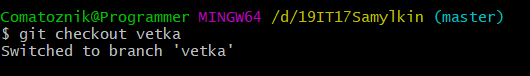 Comatoznik@Programmer MINGW64 /d/19IT17Samylkin (master)
$ git checkout vetka
Switched to branch 'vetka'